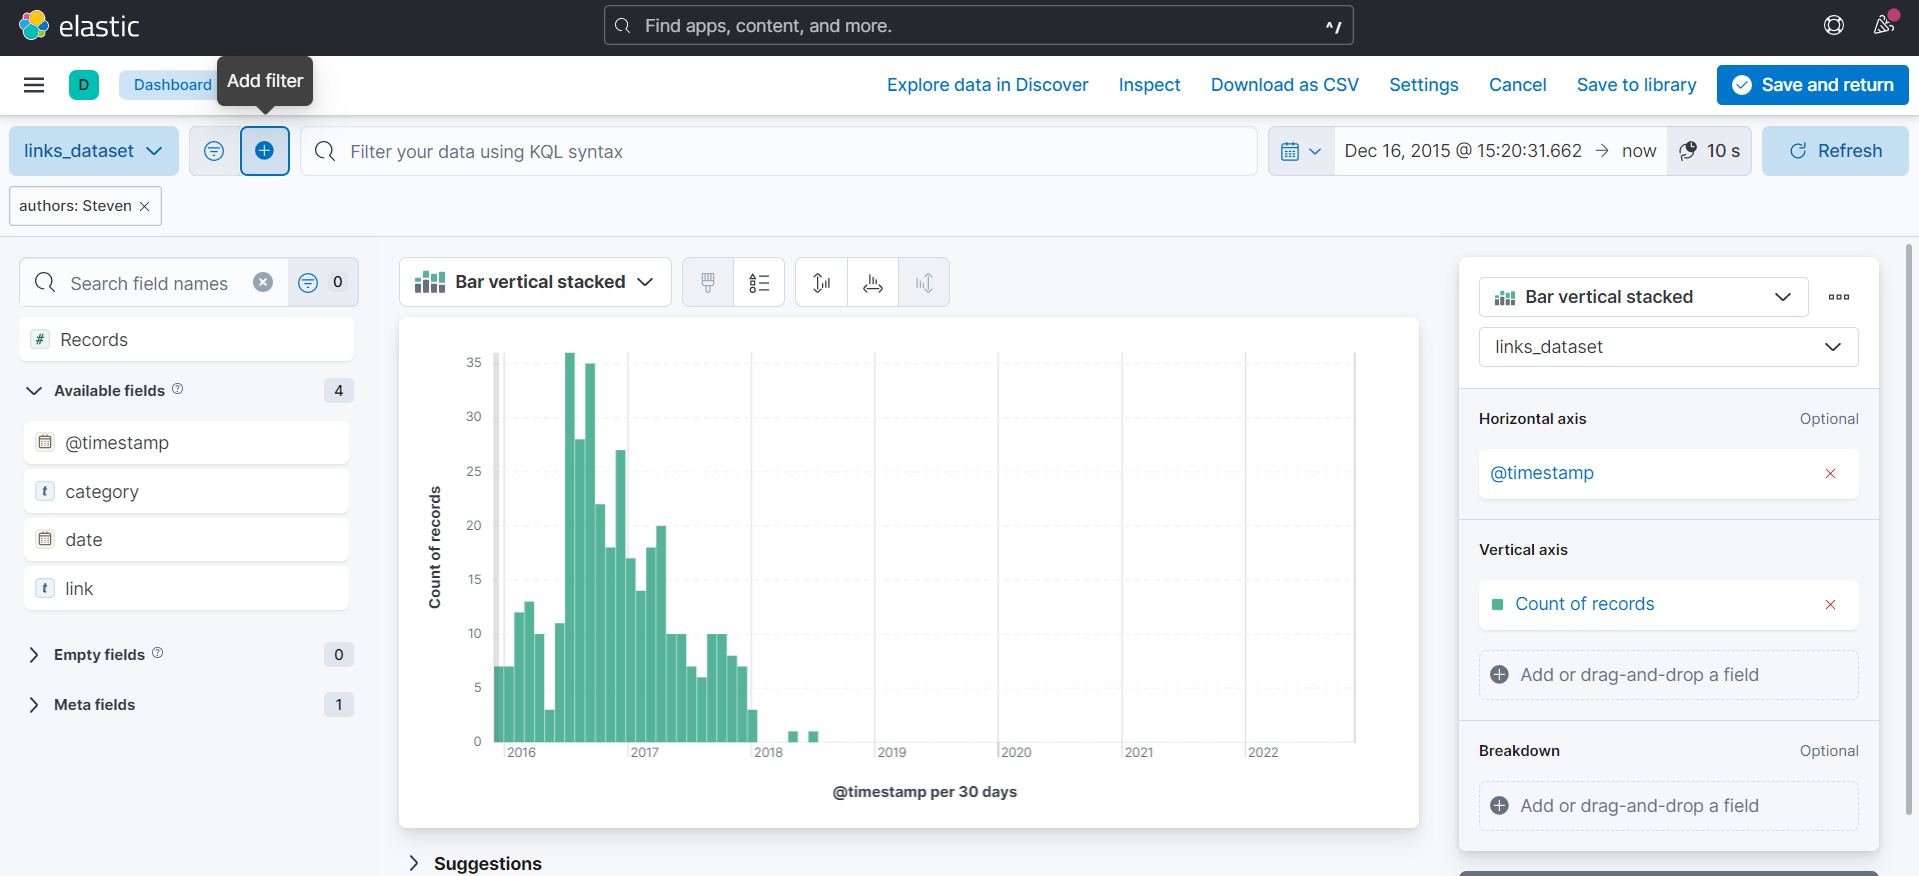 elastic
Find apps, content, and more.
^/
D
Dashboard
Add filter
Explore data in Discover
Inspect
Download as CSV
Settings
Cancel
Save to library
Save and return
links_dataset
Filter your data using KQL syntax
Dec 16, 2015 @ 15:20:31.662 → now
10 s
Refresh
authors: Steven
Search field names
0
# Records
Available fields
4
@timestamp
t category
date
t link
Empty fields
0
Meta fields
1
Bar vertical stacked
Count of records
35
30
25
20
15
10
5
0
2016
2017
2018
2019
2020
2021
2022
@timestamp per 30 days
Suggestions
Bar vertical stacked
links_dataset
Horizontal axis
Optional
@timestamp
Vertical axis
Count of records
Add or drag-and-drop a field
Breakdown
Optional
Add or drag-and-drop a field